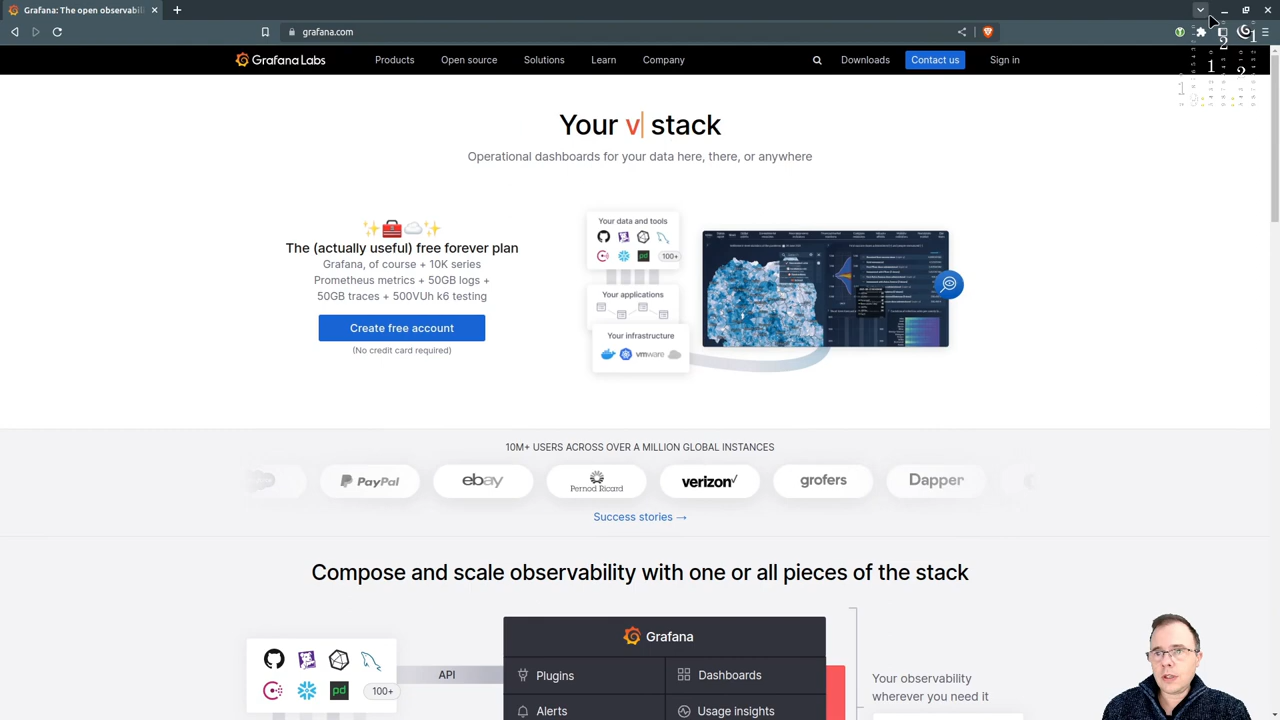 Grafana: The open observabil
grafana.com
Grafana Labs
Products
Open source
Solutions
Learn
Company
Downloads
Contact us
Sign in
Your v stack
Operational dashboards for your data here, there, or anywhere
The (actually useful) free forever plan
Grafana, of course + 10K series
Prometheus metrics + 50GB logs +
50GB traces + 500VUh k6 testing
Create free account
(No credit card required)
Your data and tools
pd
100+
Your applications
Your infrastructure
vmware
10M+ USERS ACROSS OVER A MILLION GLOBAL INSTANCES
PayPal
ebay
Pernod Ricard
verizon
grofers
Dapper
Success stories →
Compose and scale observability with one or all pieces of the stack
pd
100+
API
Grafana
Plugins
Dashboards
Alerts
Usage insights
Your observability
wherever you need it